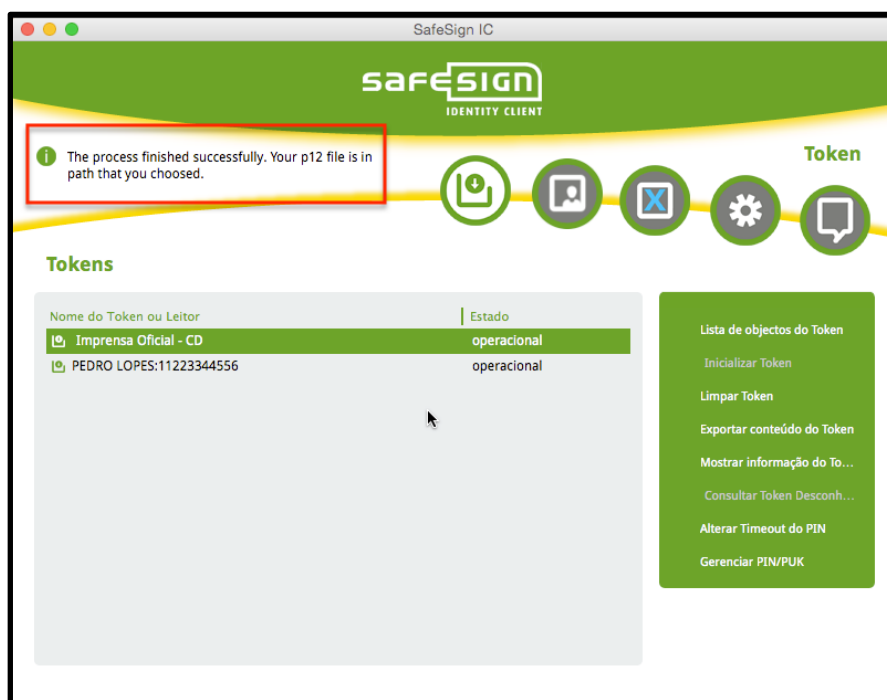 SafeSign IC
safesign
IDENTITY CLIENT
The process finished successfully. Your p12 file is in
path that you choosed.
Token
Tokens
Nome do Token ou Leitor Estado
Imprensa Oficial - CD operacional
PEDRO LOPES:11223344556 operacional
Lista de objectos do Token
Inicializar Token
Limpar Token
Exportar conteúdo do Token
Mostrar informação do To...
Consultar Token Desconh...
Alterar Timeout do PIN
Gerenciar PIN/PUK